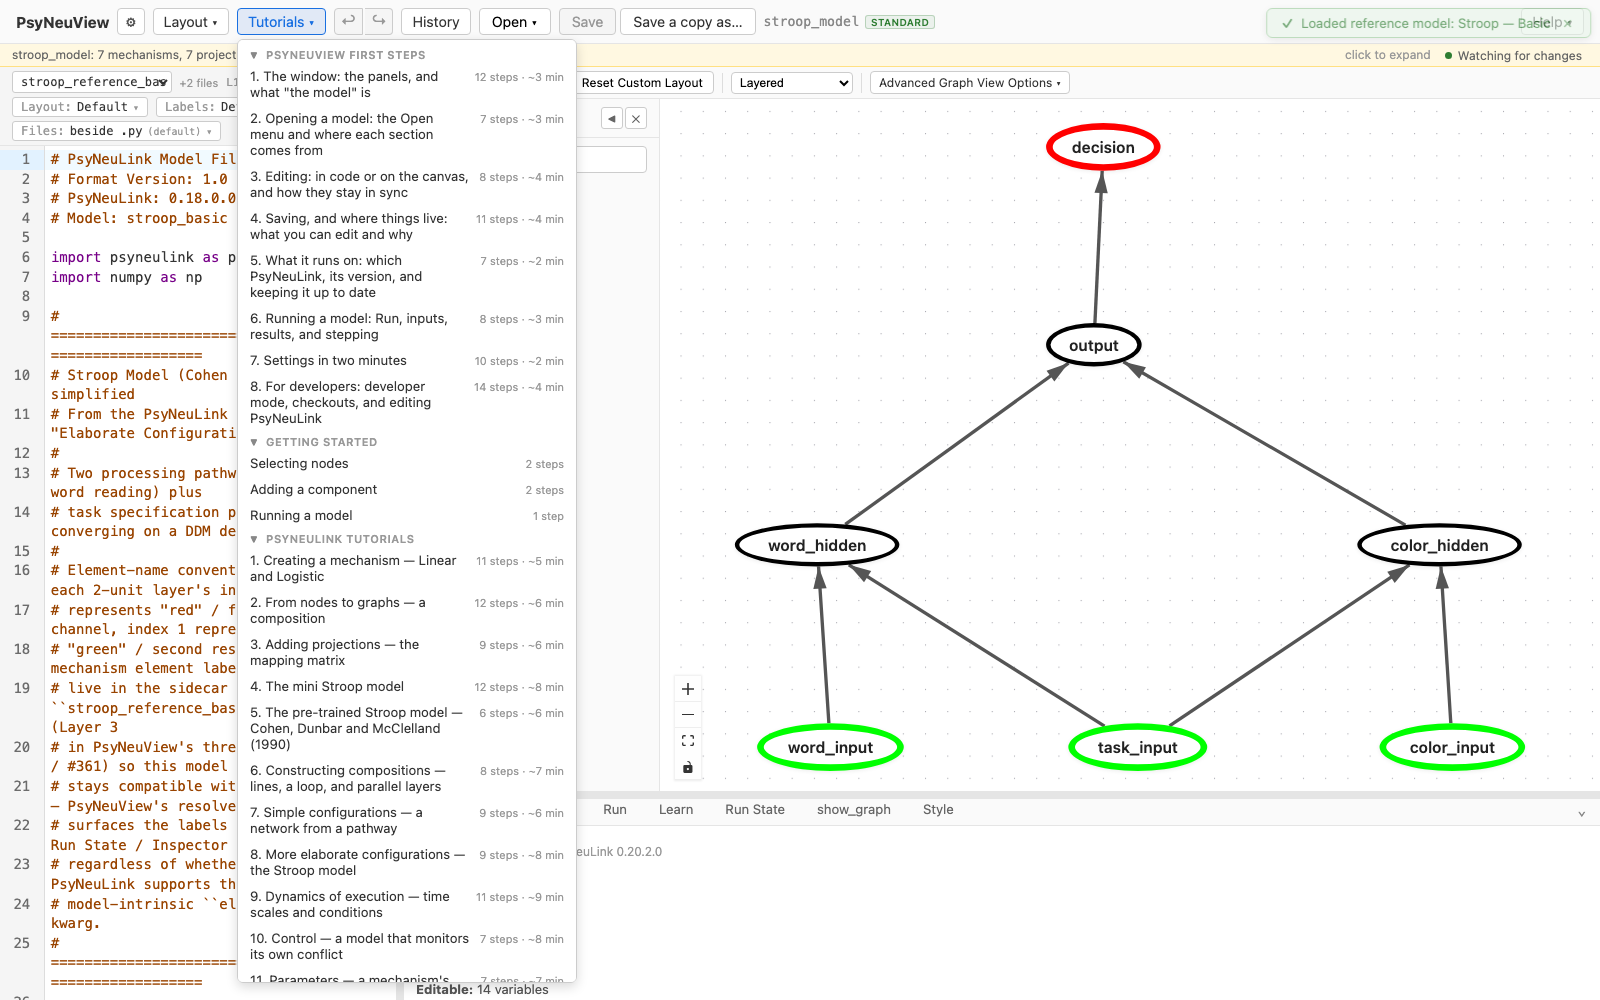 PsyNeuView
Layout
Tutorials
History
Open
Save
Save a copy as...
stroop_model
STANDARD
Loaded reference model: Stroop — Basic
Help
stroop_model: 7 mechanisms, 7 project
click to expand
Watching for changes
stroop_reference_bas
+2 files
L1
Reset Custom Layout
Layered
Advanced Graph View Options
Layout: Default
Labels: De
Files: beside .py (default)
PSYNEUVIEW FIRST STEPS
1. The window: the panels, and
what "the model" is
12 steps · ~3 min
2. Opening a model: the Open
menu and where each section
comes from
7 steps · ~3 min
3. Editing: in code or on the canvas,
and how they stay in sync
8 steps · ~4 min
4. Saving, and where things live:
what you can edit and why
11 steps · ~4 min
5. What it runs on: which
PsyNeuLink, its version, and
keeping it up to date
7 steps · ~2 min
6. Running a model: Run, inputs,
results, and stepping
8 steps · ~3 min
7. Settings in two minutes
10 steps · ~2 min
8. For developers: developer
mode, checkouts, and editing
PsyNeuLink
14 steps · ~4 min
GETTING STARTED
Selecting nodes
2 steps
Adding a component
2 steps
Running a model
1 step
PSYNEULINK TUTORIALS
1. Creating a mechanism — Linear
and Logistic
11 steps · ~5 min
2. From nodes to graphs — a
composition
12 steps · ~6 min
3. Adding projections — the
mapping matrix
9 steps · ~6 min
4. The mini Stroop model
12 steps · ~8 min
5. The pre-trained Stroop model —
Cohen, Dunbar and McClelland
(1990)
6 steps · ~6 min
6. Constructing compositions —
lines, a loop, and parallel layers
8 steps · ~7 min
7. Simple configurations — a
network from a pathway
9 steps · ~6 min
8. More elaborate configurations —
the Stroop model
9 steps · ~8 min
9. Dynamics of execution — time
scales and conditions
11 steps · ~9 min
10. Control — a model that monitors
its own conflict
7 steps · ~8 min
11. Parameters — a mechanism's
7 steps · ~7 min
1 # PsyNeuLink Model Fil
2 # Format Version: 1.0
3 # PsyNeuLink: 0.18.0.0
4 # Model: stroop_basic
5
6 import psyneulink as p
7 import numpy as np
8
9 #
=======================
==================
10 # Stroop Model (Cohen
simplified
11 # From the PsyNeuLink
"Elaborate Configurati
12 #
13 # Two processing pathw
word reading) plus
14 # task specification p
converging on a DDM de
15 #
16 # Element-name convent
each 2-unit layer's in
17 # represents "red" / f
channel, index 1 repre
18 # "green" / second res
mechanism element labe
19 # live in the sidecar
``stroop_reference_bas
(Layer 3
20 # in PsyNeuView's thre
/ #361) so this model
21 # stays compatible wit
— PsyNeuView's resolve
22 # surfaces the labels
Run State / Inspector
23 # regardless of whethe
PsyNeuLink supports th
24 # model-intrinsic ``el
kwarg.
25 #
=======================
==================
decision
output
word_hidden
color_hidden
word_input
task_input
color_input
Run
Learn
Run State
show_graph
Style
euLink 0.20.2.0
Editable: 14 variables